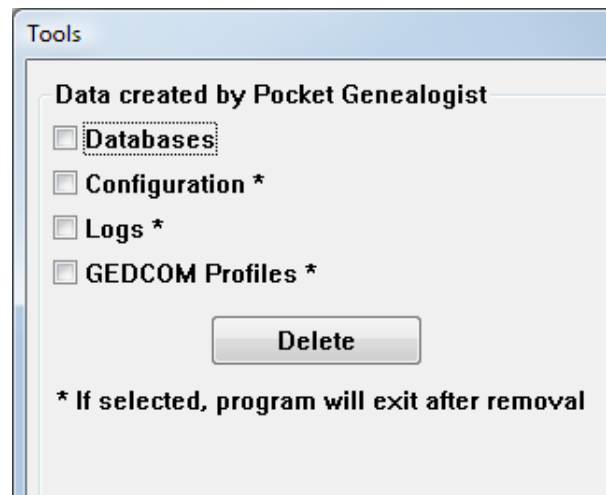 Tools
Data created by Pocket Genealogist
Databases
Configuration *
Logs *
GEDCOM Profiles *
Delete
* If selected, program will exit after removal